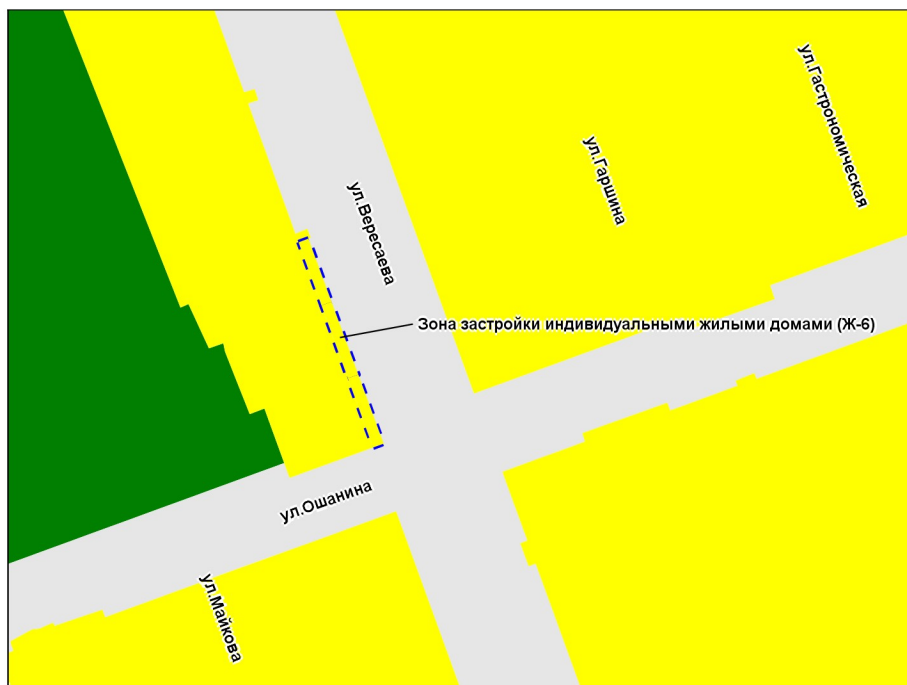 ул.Гастрономическая
ул.Гаршина
ул.Вересаева
Зона застройки индивидуальными жилыми домами (Ж-6)
ул.Ошанина
ул.Майкова